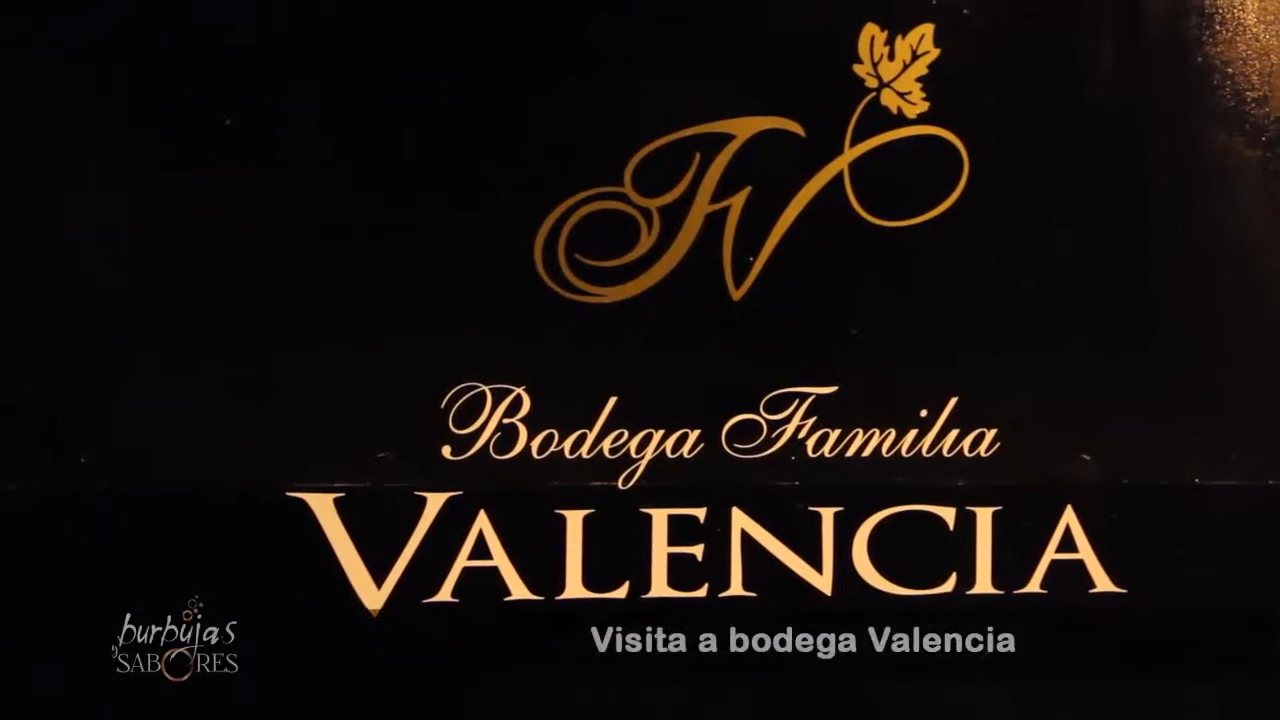 FV
Bodega Familia
VALENCIA
Visita a bodega Valencia
burbujas
y SABORES